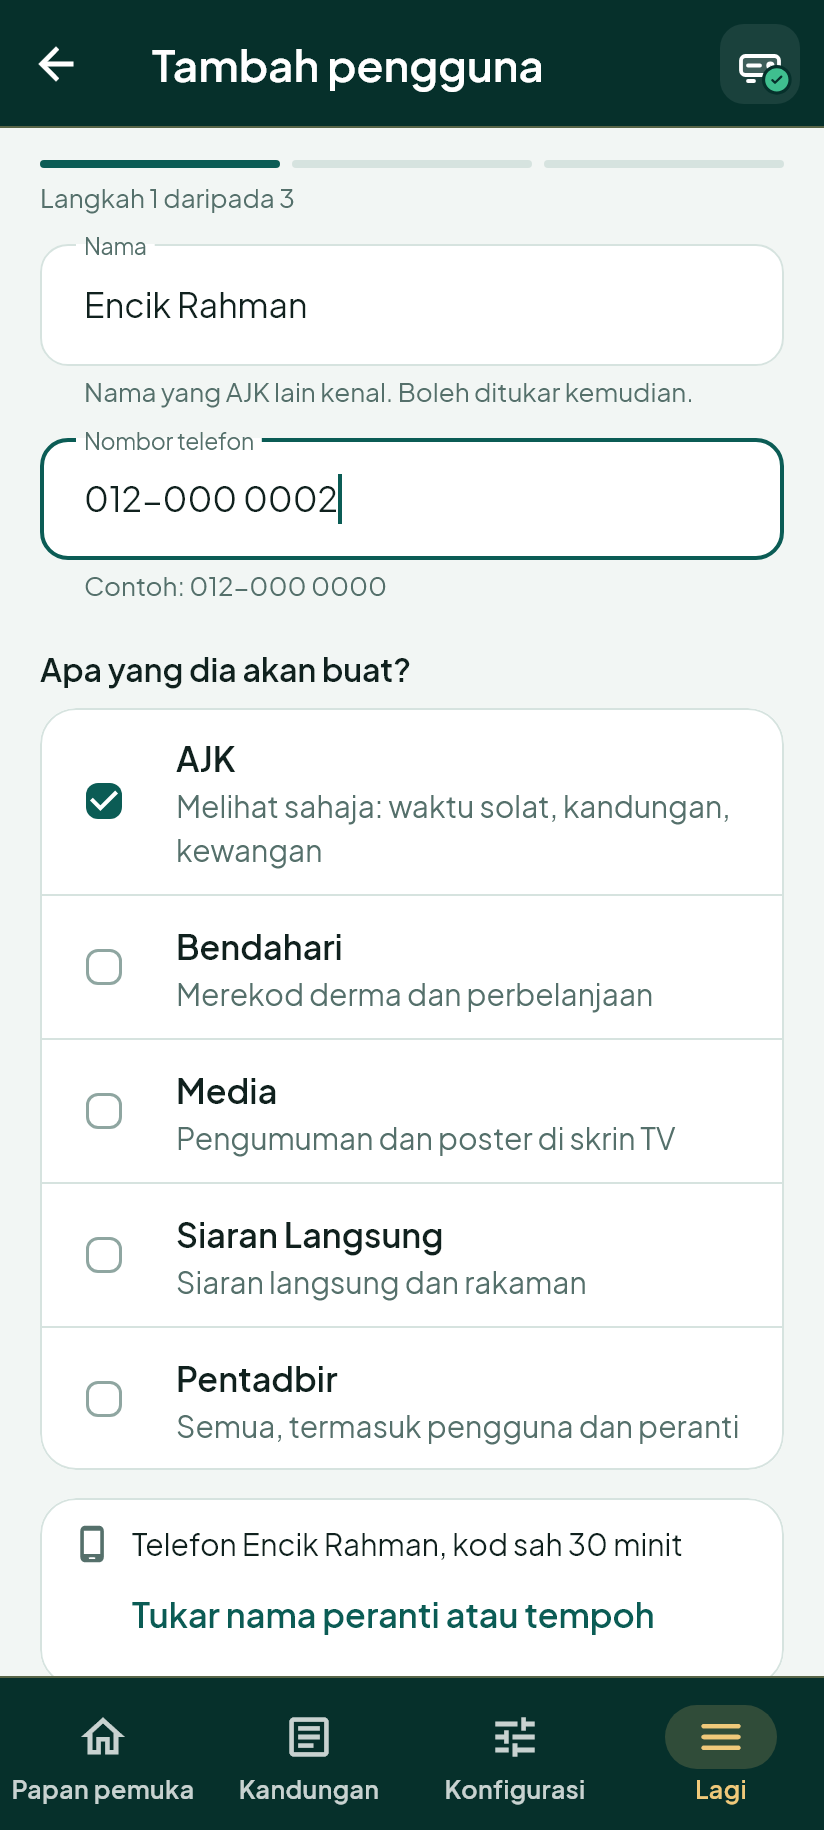 Tambah pengguna
Langkah 1 daripada 3
Nama
Encik Rahman
Nama yang AJK lain kenal. Boleh ditukar kemudian.
Nombor telefon
012-000 0002
Contoh: 012-000 0000
Apa yang dia akan buat?
AJK
Melihat sahaja: waktu solat, kandungan,
kewangan
Bendahari
Merekod derma dan perbelanjaan
Media
Pengumuman dan poster di skrin TV
Siaran Langsung
Siaran langsung dan rakaman
Pentadbir
Semua, termasuk pengguna dan peranti
Telefon Encik Rahman, kod sah 30 minit
Tukar nama peranti atau tempoh
Papan pemuka
Kandungan
Konfigurasi
Lagi